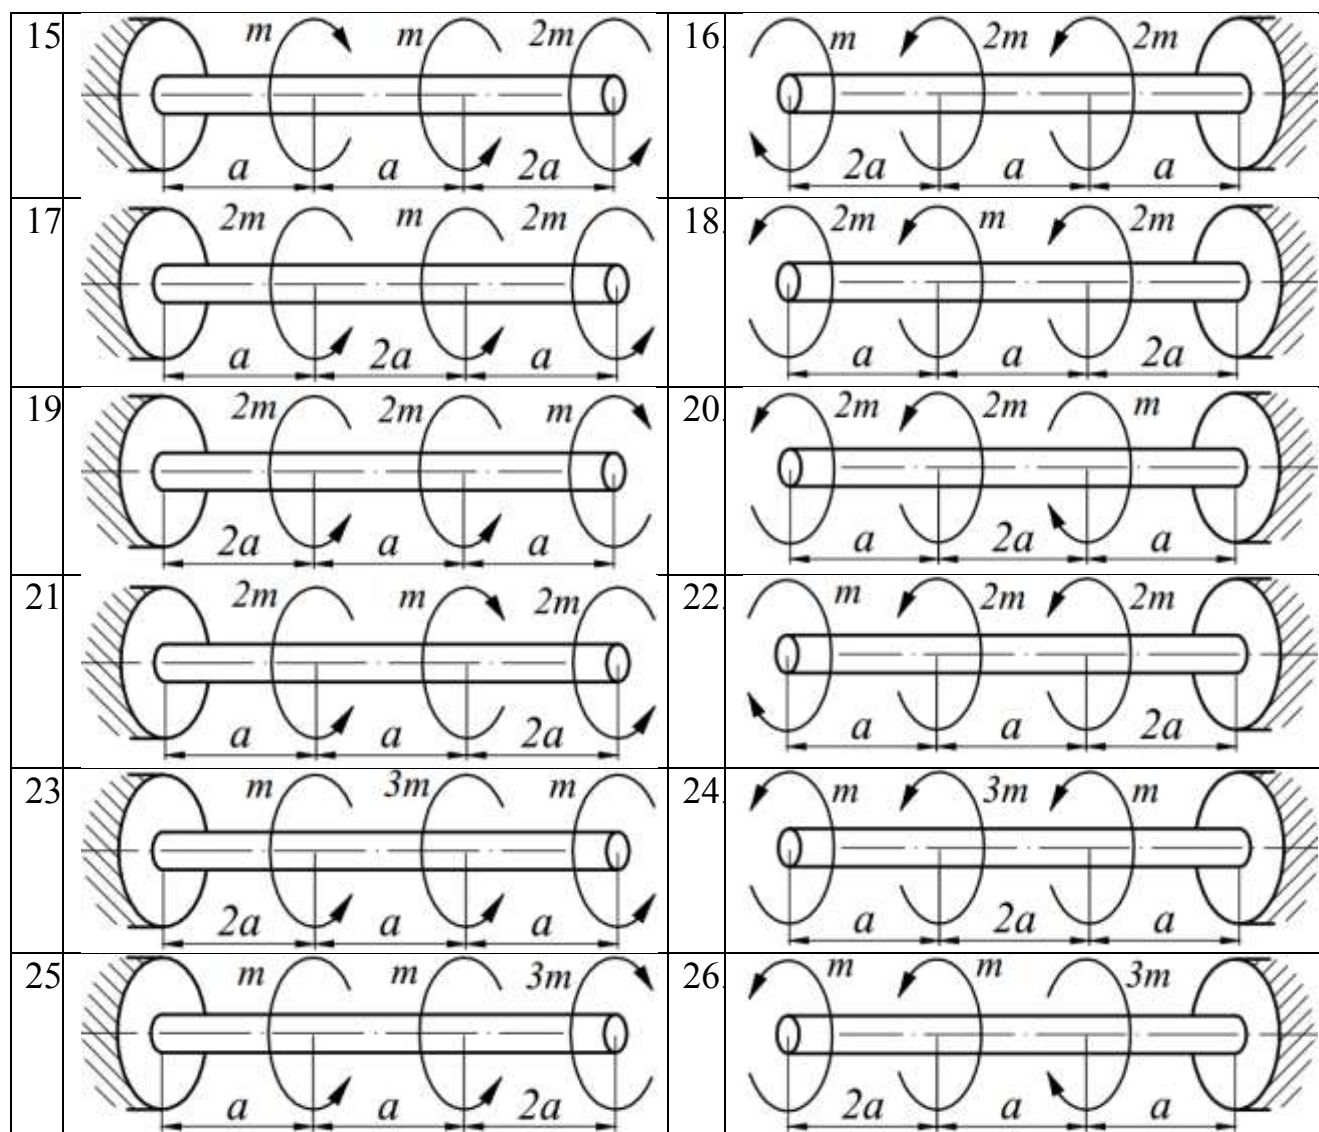 15 m m 2m
a a 2a
16 m 2m 2m
2a a a
17 2m m 2m
a 2a a
18 2m m 2m
a a 2a
19 2m 2m m
2a a a
20 2m 2m m
a 2a a
21 2m m 2m
a a 2a
22 m 2m 2m
a a 2a
23 m 3m m
2a a a
24 m 3m m
a 2a a
25 m m 3m
a a 2a
26 m m 3m
2a a a